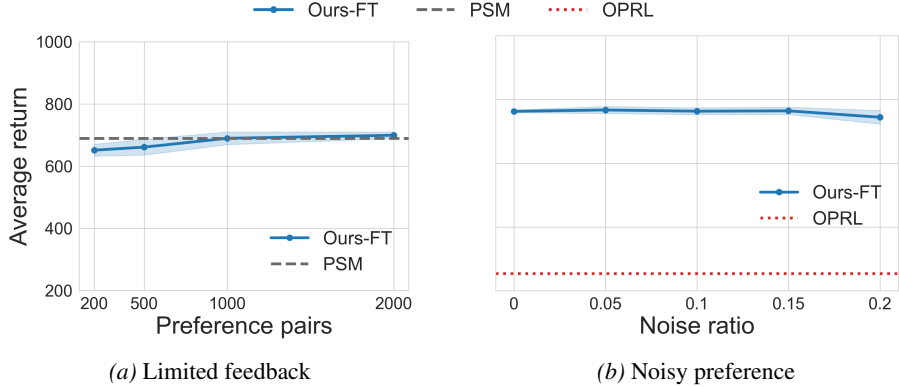 Ours-FT PSM OPRL
Average return
1000
800
600
400
200
200 500 1000 2000
Preference pairs
Ours-FT
PSM
(a) Limited feedback
Ours-FT
OPRL
0 0.05 0.1 0.15 0.2
Noise ratio
(b) Noisy preference